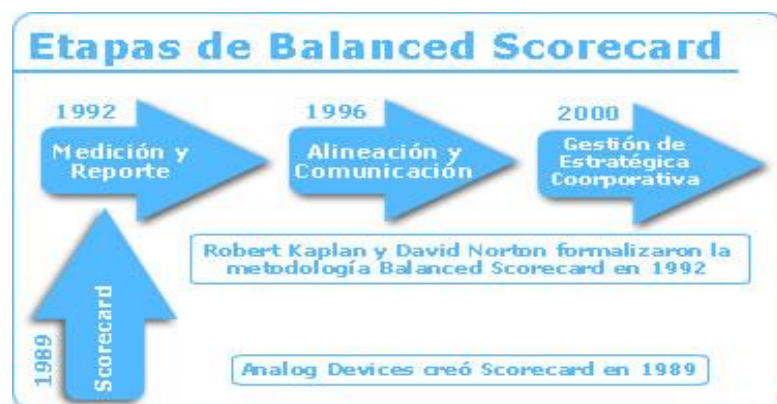 Etapas de Balanced Scorecard
1992
Medición y
Reporte
1996
Alineación y
Comunicación
2000
Gestión de
Estratégica
Coorporativa
Robert Kaplan y David Norton formalizaron la
metodología Balanced Scorecard en 1992
1989
Scorecard
Analog Devices creó Scorecard en 1989